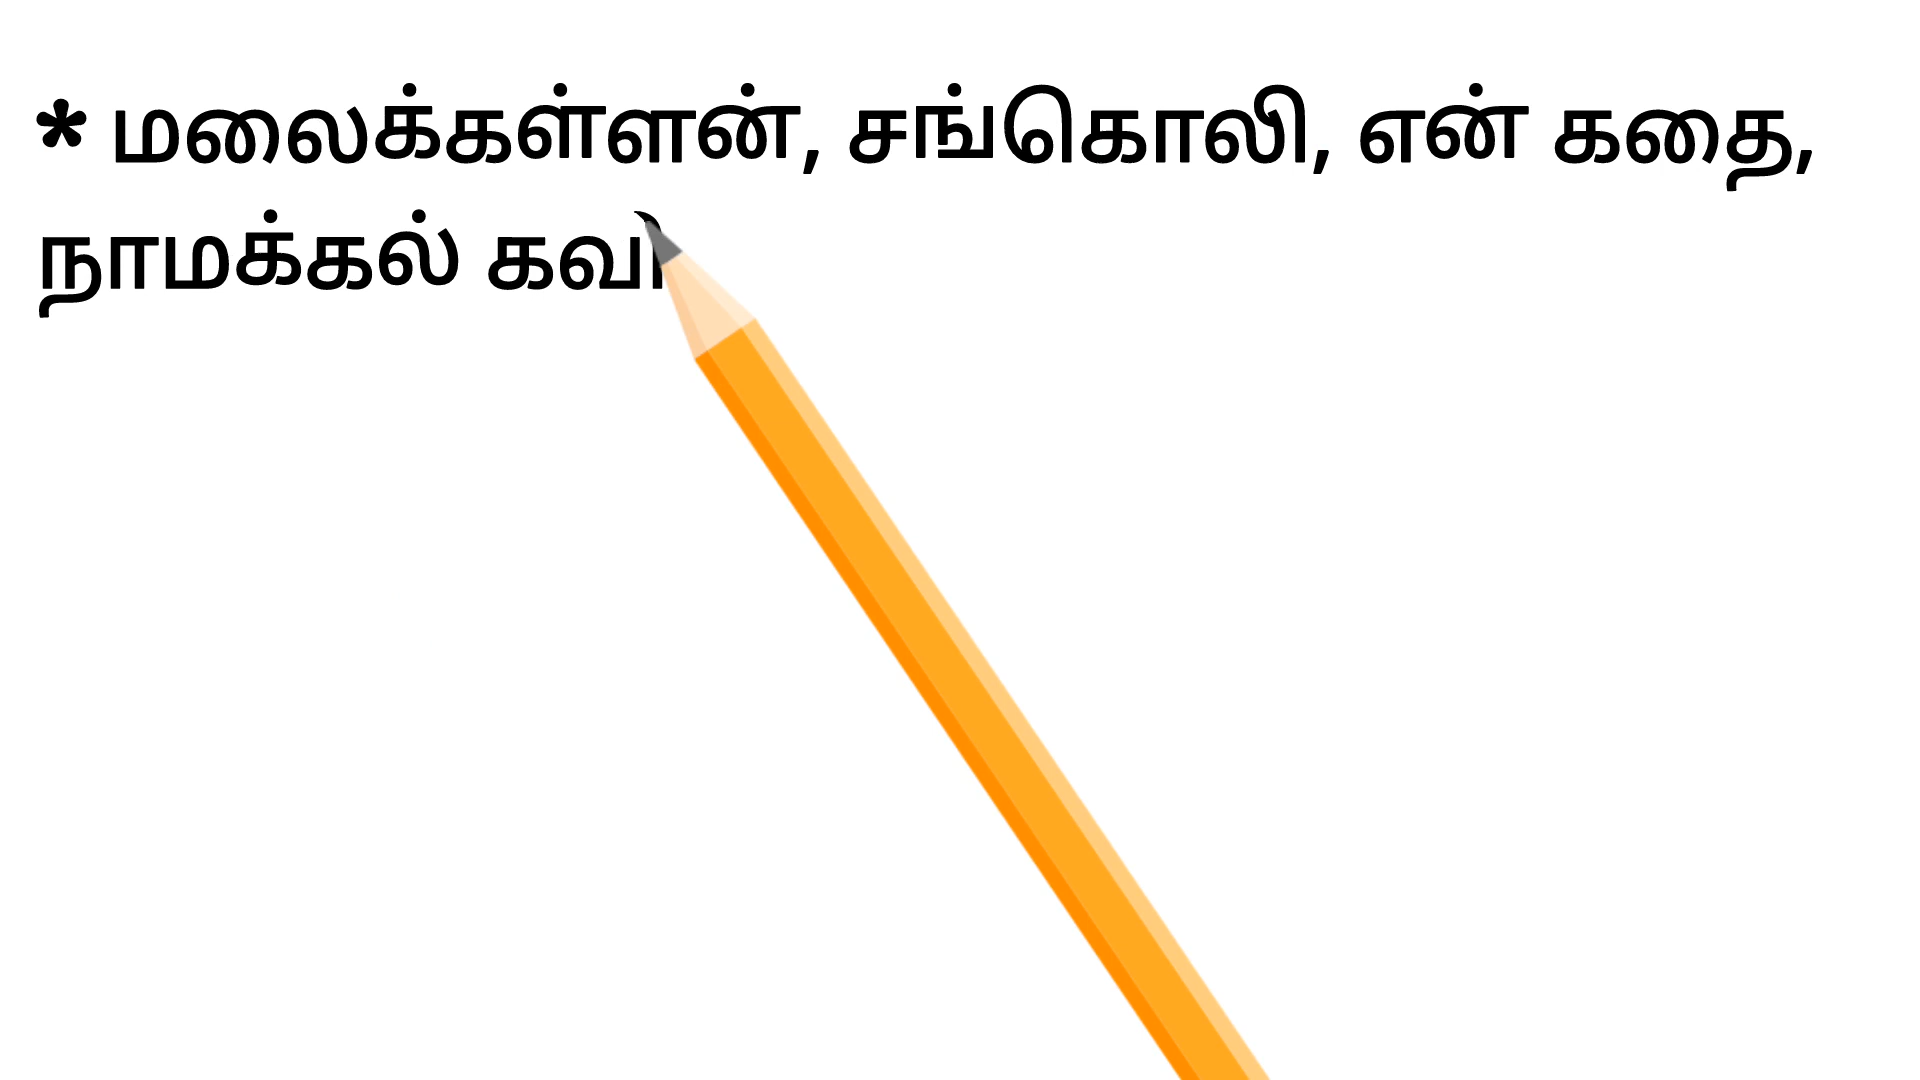 * மலைக்கள்ளன், சங்கொலி, என் கதை,
நாமக்கல் கவி